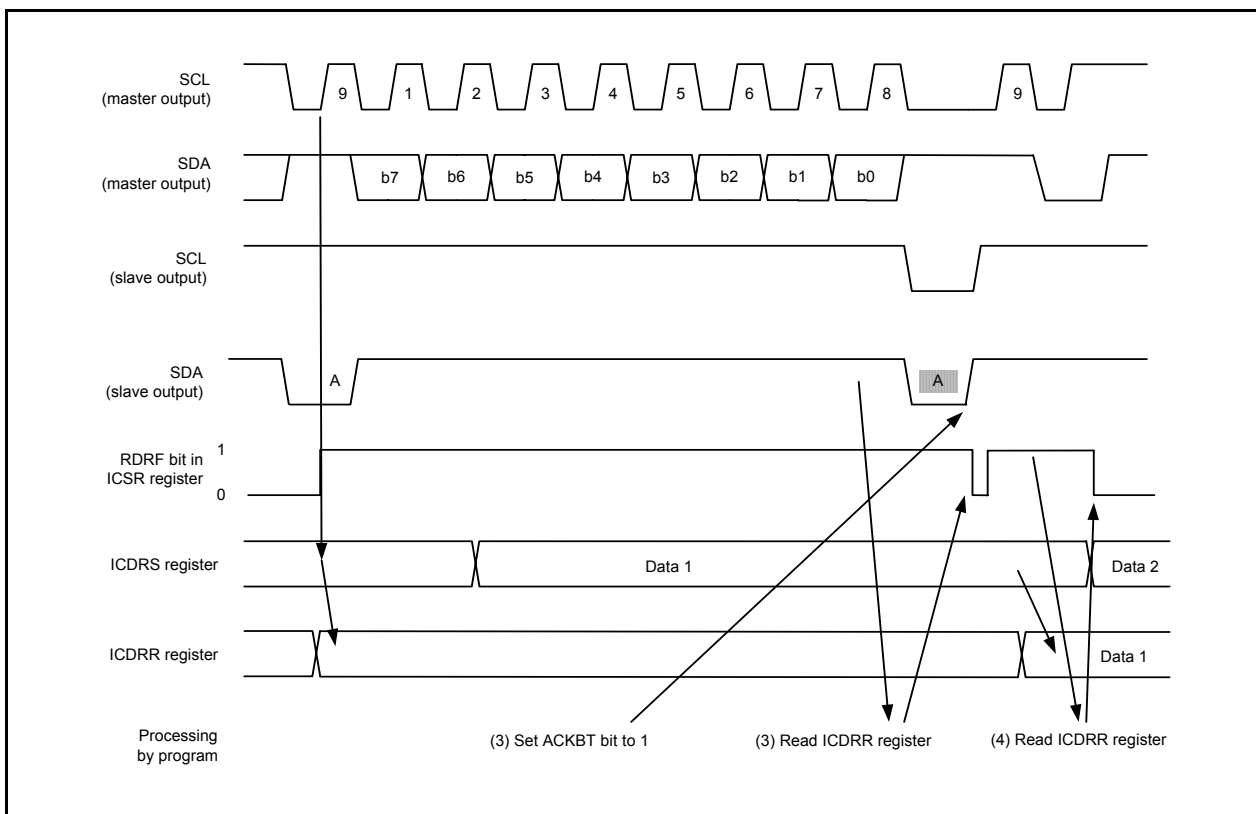 SCL
(master output)
9 1 2 3 4 5 6 7 8 9
SDA
(master output)
b7 b6 b5 b4 b3 b2 b1 b0
SCL
(slave output)
SDA
(slave output)
A A
RDRF bit in
ICSR register
1
0
ICDRS register
Data 1 Data 2
ICDRR register
Data 1
Processing
by program
(3) Set ACKBT bit to 1 (3) Read ICDRR register (4) Read ICDRR register